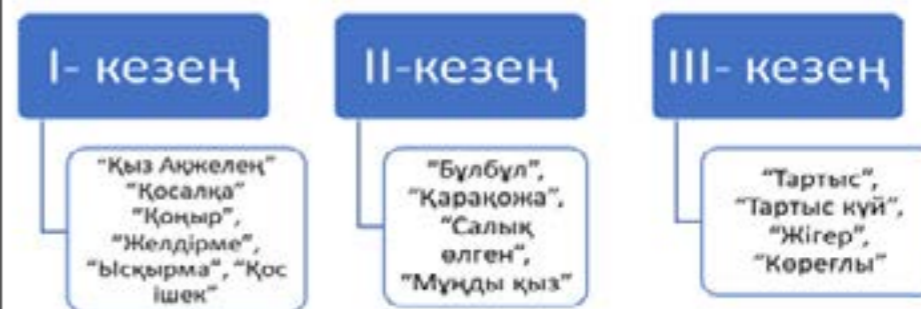 I- кезең
"Қыз Ақжелең"
"Қосалқа"
"Қоңыр",
"Желдірме",
"Ысқырма", "Қос
ішек"
II-кезең
"Бұлбұл",
"Қарақожа",
"Салық
өлген",
"Мұңды қыз"
III- кезең
"Тартыс",
"Тартыс күй",
"Жігер",
"Көреглы"